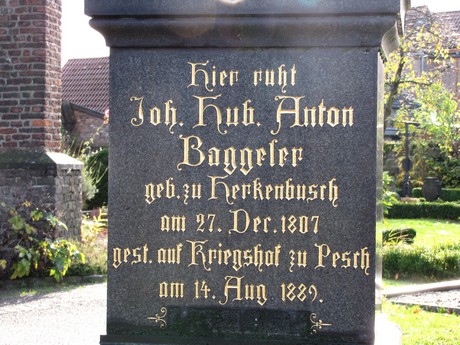 Hier ruht
Joh. Hub. Anton
Baggeler
geb. zu Herkenbusch
am 27. Dec. 1807
gest. auf Kriegshof zu Pesch
am 14. Aug 1889.